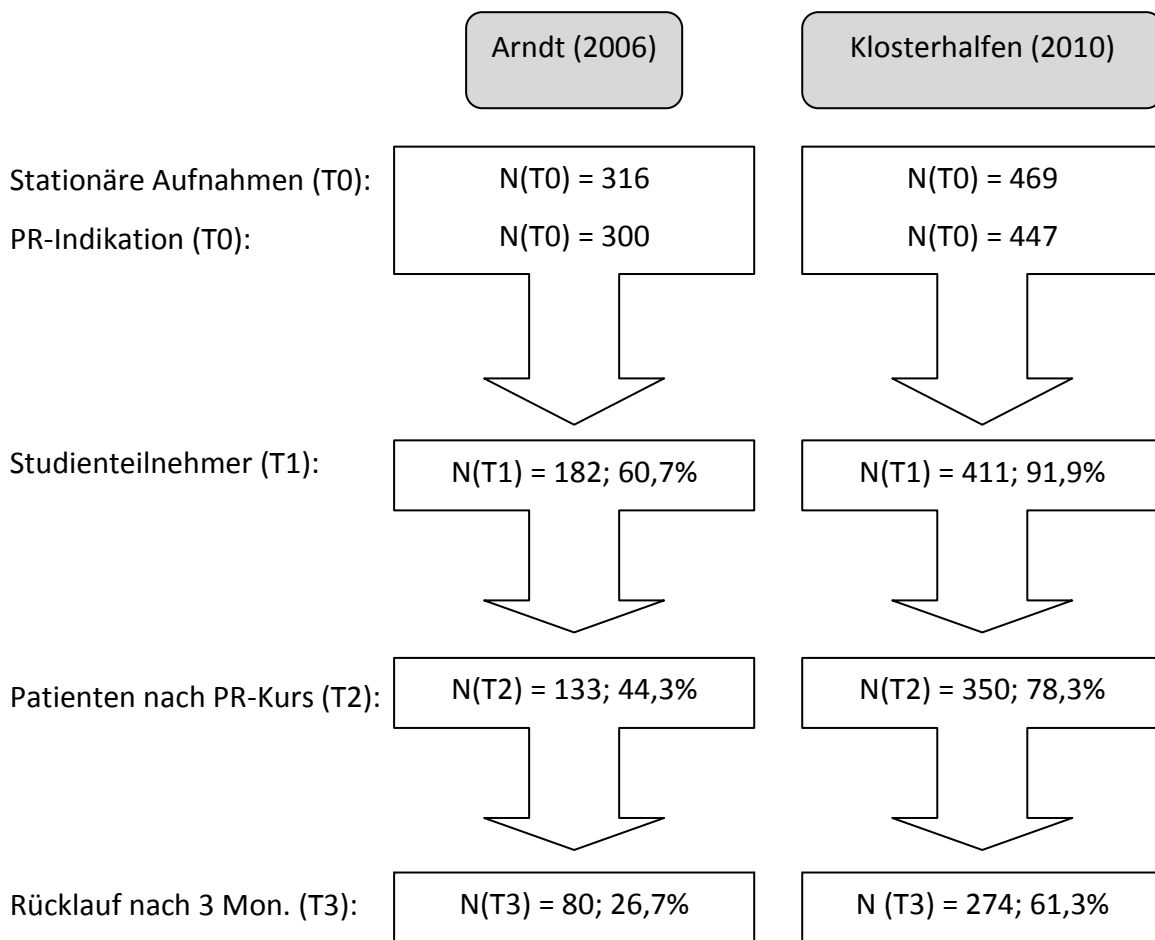 Arndt (2006) Klosterhalfen (2010)
Stationäre Aufnahmen (T0): N(T0) = 316 N(T0) = 469
PR-Indikation (T0): N(T0) = 300 N(T0) = 447
Studienteilnehmer (T1): N(T1) = 182; 60,7% N(T1) = 411; 91,9%
Patienten nach PR-Kurs (T2): N(T2) = 133; 44,3% N(T2) = 350; 78,3%
Rücklauf nach 3 Mon. (T3): N(T3) = 80; 26,7% N (T3) = 274; 61,3%